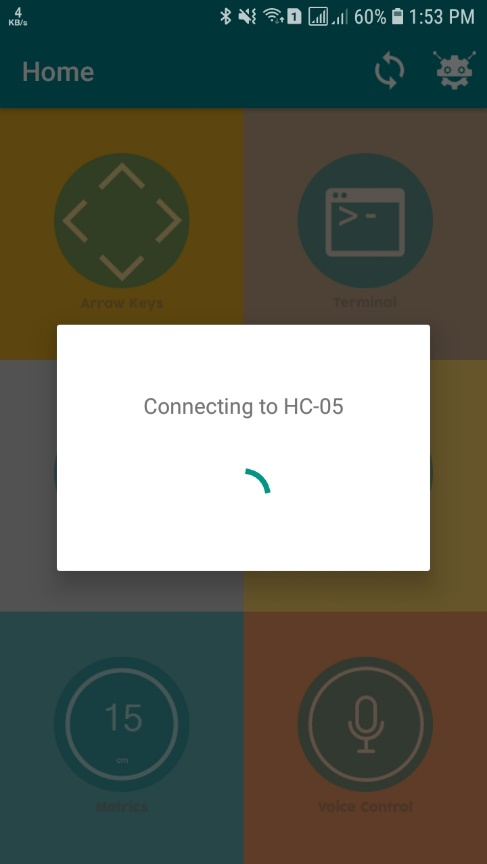 4
KB/s
1
60%
1:53 PM
Home
Arrow Keys
Terminal
>-
Connecting to HC-05
15
cm
Metrics
Voice Control